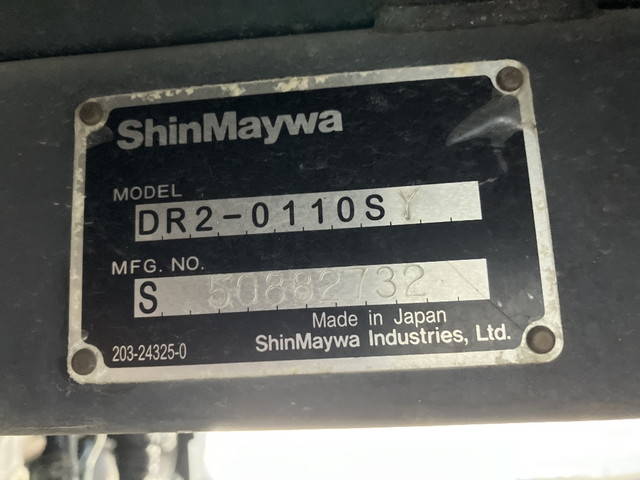 ShinMaywa
MODEL
DR2-0110SY
MFG. NO.
S 50882732
Made in Japan
203-24325-0 ShinMaywa Industries, Ltd.